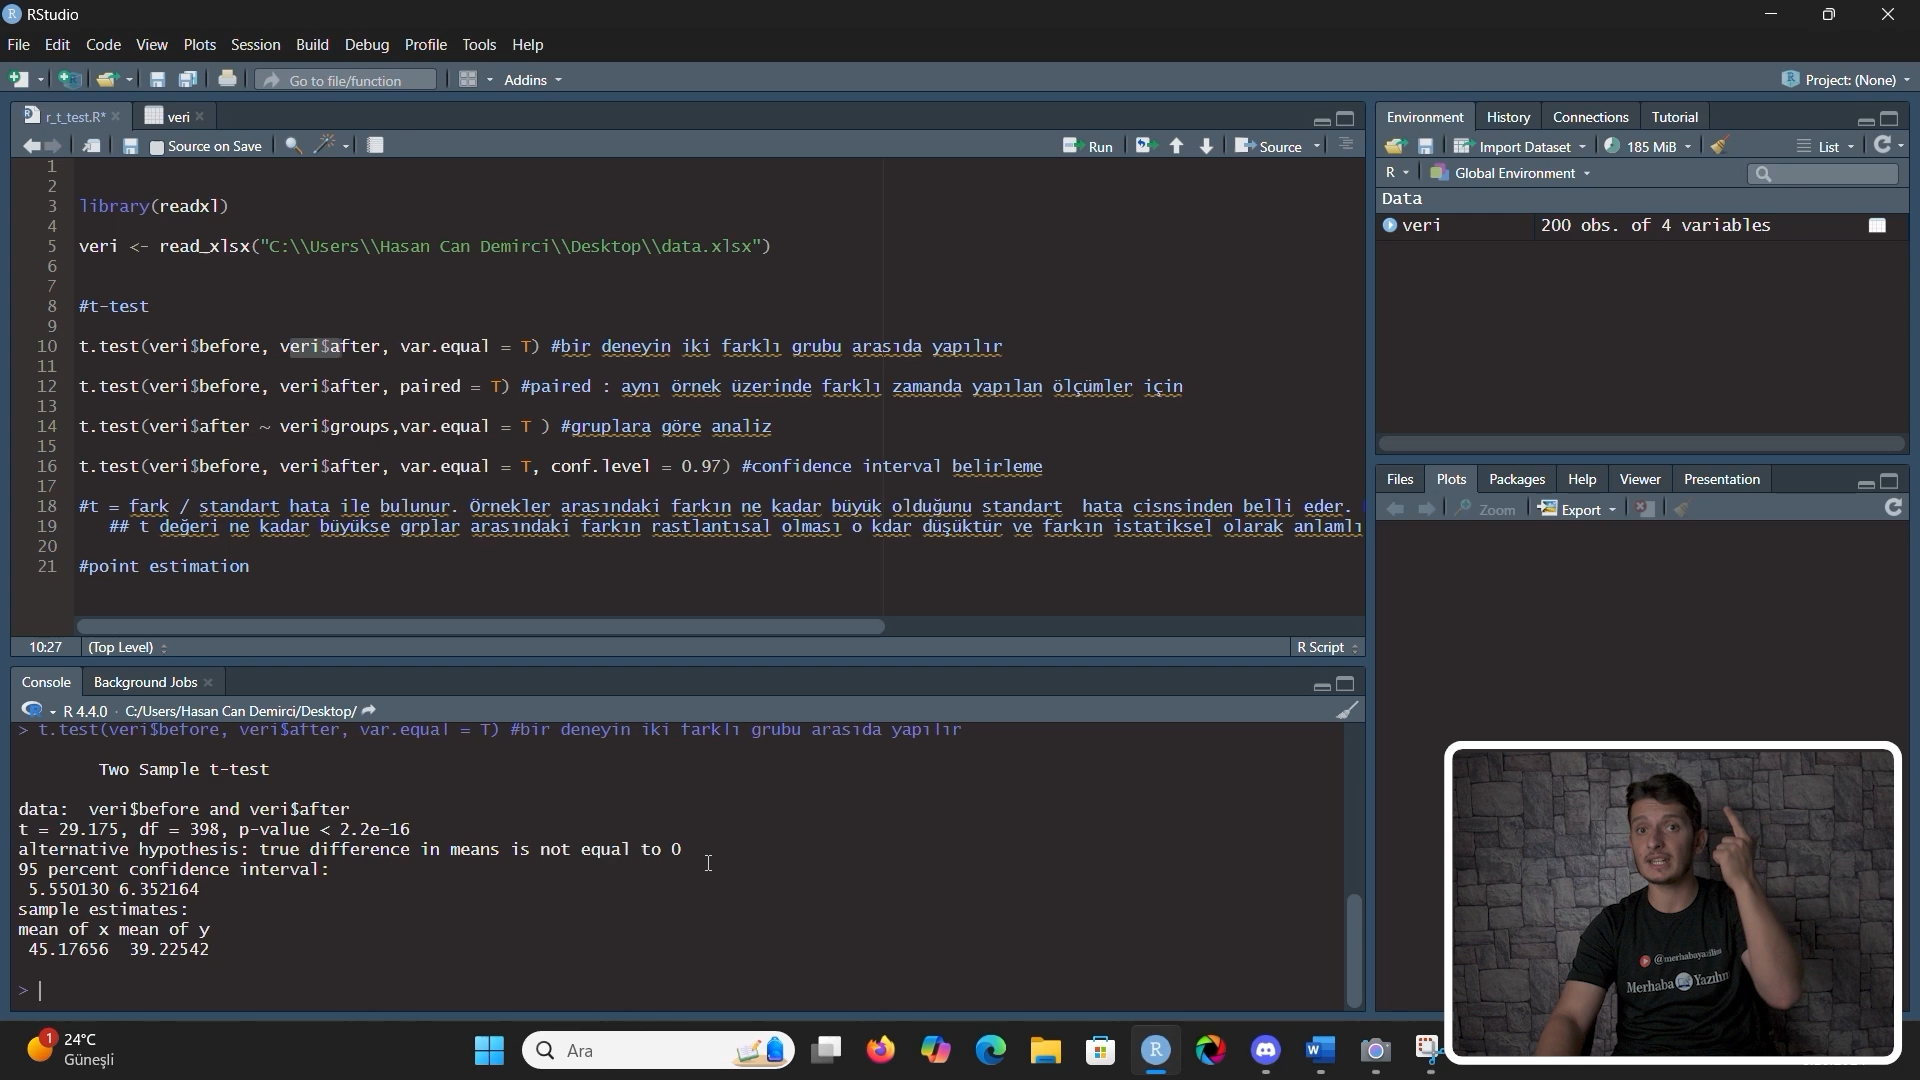 RStudio
File Edit Code View Plots Session Build Debug Profile Tools Help
Go to file/function Addins Project: (None)
r_t_test.R* veri
Source on Save Run Source
1
2
3 library(readxl)
4
5 veri <- read_xlsx("C:\\Users\\Hasan Can Demirci\\Desktop\\data.xlsx")
6
7
8 #t-test
9
10 t.test(veri$before, veri$after, var.equal = T) #bir deneyin iki farklı grubu arasıda yapılır
11
12 t.test(veri$before, veri$after, paired = T) #paired : aynı örnek üzerinde farklı zamanda yapılan ölçümler için
13
14 t.test(veri$after ~ veri$groups,var.equal = T ) #gruplara göre analiz
15
16 t.test(veri$before, veri$after, var.equal = T, conf.level = 0.97) #confidence interval belirleme
17
18 #t = fark / standart hata ile bulunur. Örnekler arasındaki farkın ne kadar büyük olduğunu standart hata cisnsinden belli eder.
19 ## t değeri ne kadar büyükse grplar arasındaki farkın rastlantısal olması o kdar düşüktür ve farkın istatiksel olarak anlamlı
20
21 #point estimation
10:27 (Top Level) R Script
Console Background Jobs
R 4.4.0 · C:/Users/Hasan Can Demirci/Desktop/
> t.test(veri$before, veri$after, var.equal = T) #bir deneyin iki farklı grubu arasıda yapılır
Two Sample t-test
data: veri$before and veri$after
t = 29.175, df = 398, p-value < 2.2e-16
alternative hypothesis: true difference in means is not equal to 0
95 percent confidence interval:
5.550130 6.352164
sample estimates:
mean of x mean of y
45.17656 39.22542
>
Environment History Connections Tutorial
Import Dataset 185 MiB List
R Global Environment
Data
veri 200 obs. of 4 variables
Files Plots Packages Help Viewer Presentation
Zoom Export
@merhabayazilim
Merhaba Yazılım
1 24°C
Güneşli
Ara